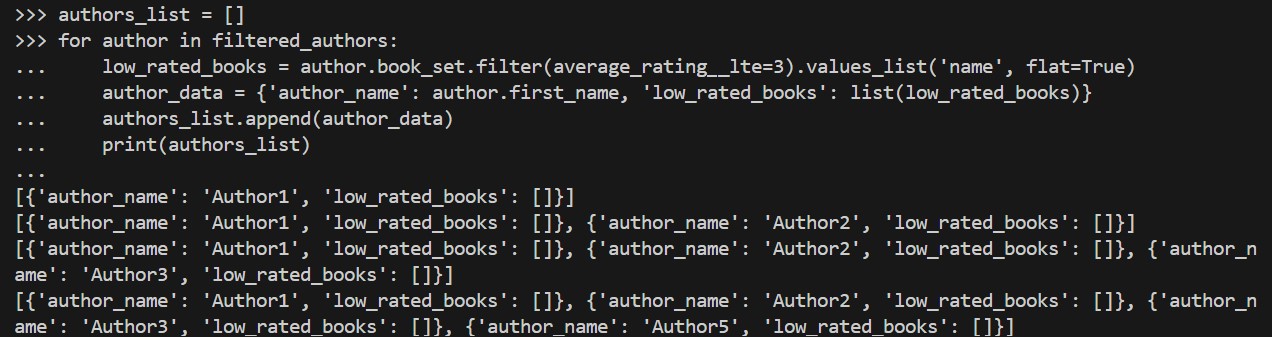 >>> authors_list = []
>>> for author in filtered_authors:
...     low_rated_books = author.book_set.filter(average_rating__lte=3).values_list('name', flat=True)
...     author_data = {'author_name': author.first_name, 'low_rated_books': list(low_rated_books)}
...     authors_list.append(author_data)
...     print(authors_list)
...
[{'author_name': 'Author1', 'low_rated_books': []}]
[{'author_name': 'Author1', 'low_rated_books': []}, {'author_name': 'Author2', 'low_rated_books': []}]
[{'author_name': 'Author1', 'low_rated_books': []}, {'author_name': 'Author2', 'low_rated_books': []}, {'author_n
ame': 'Author3', 'low_rated_books': []}]
[{'author_name': 'Author1', 'low_rated_books': []}, {'author_name': 'Author2', 'low_rated_books': []}, {'author_n
ame': 'Author3', 'low_rated_books': []}, {'author_name': 'Author5', 'low_rated_books': []}]